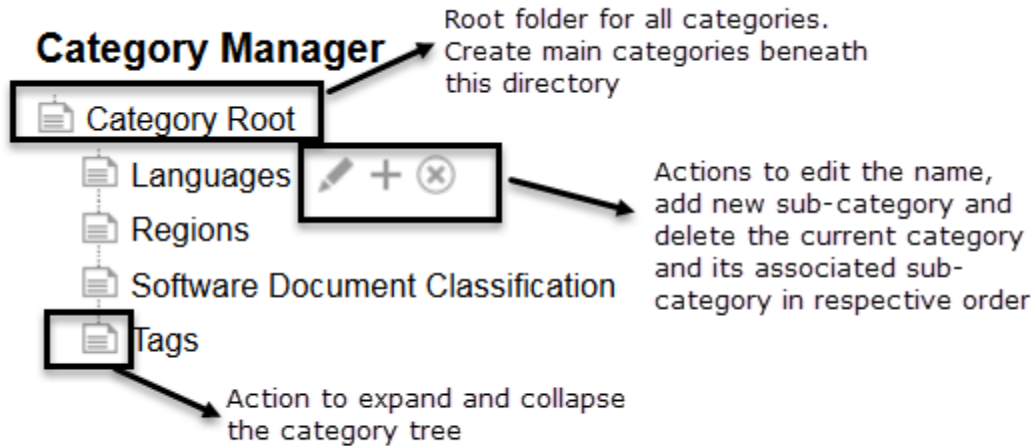 Root folder for all categories.
Category Manager
Create main categories beneath
this directory
Category Root
Languages
Actions to edit the name,
add new sub-category and
Regions
delete the current category
and its associated sub-
Software Document Classification
category in respective order
Tags
Action to expand and collapse
the category tree